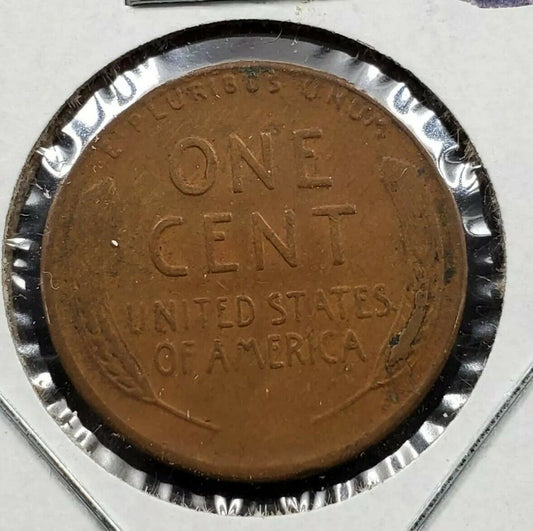 E PLURIBUS UNUM
ONE
CENT
UNITED STATES
OF AMERICA